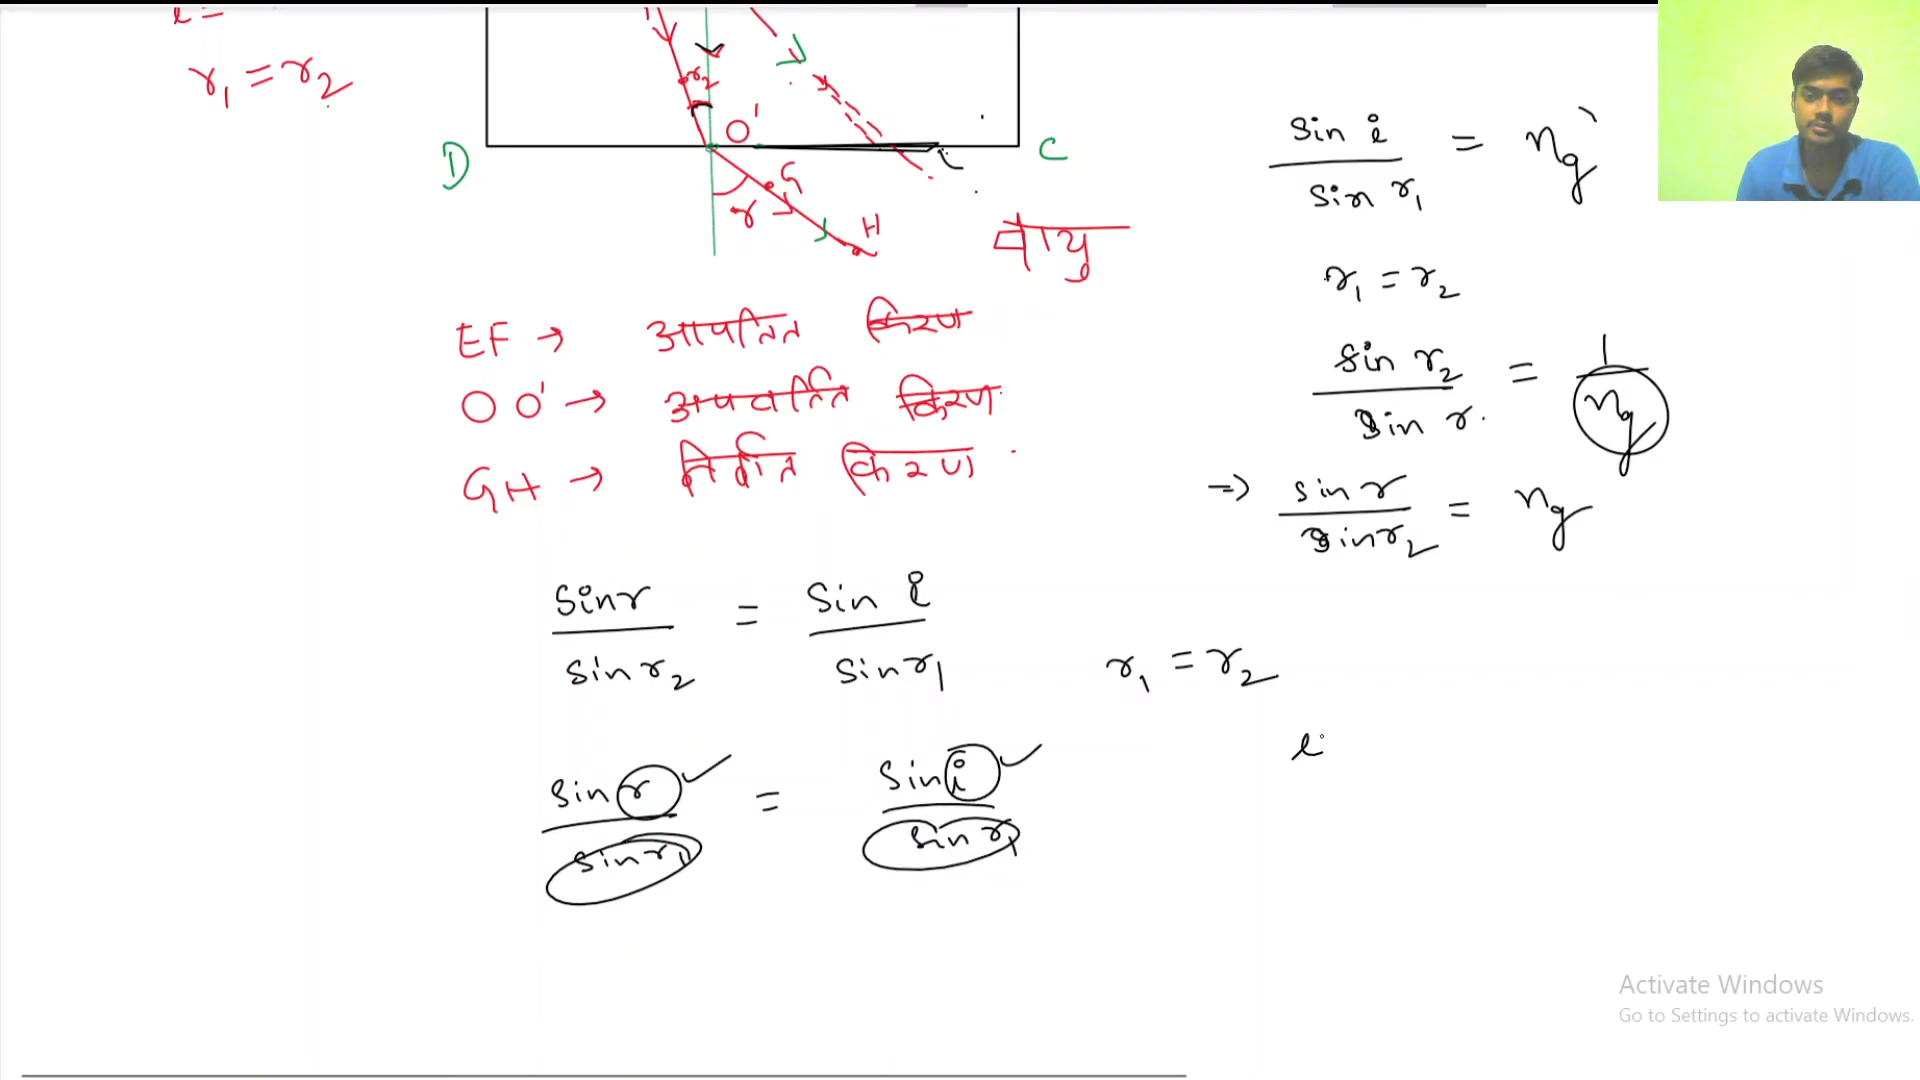 i =
r₁ = r₂
r₂
O'
D
C
G
r
H
वायु
sin i / sin r₁ = ng
r₁ = r₂
sin r₂ / sin r = 1 / ng
⇒ sin r / sin r₂ = ng
EF → आपतित किरण
OO' → अपवर्तित किरण
GH → निर्गत किरण
sin r / sin r₂ = sin i / sin r₁
r₁ = r₂
i
sin r / sin r₁ = sin i / sin r₁
Activate Windows
Go to Settings to activate Windows.